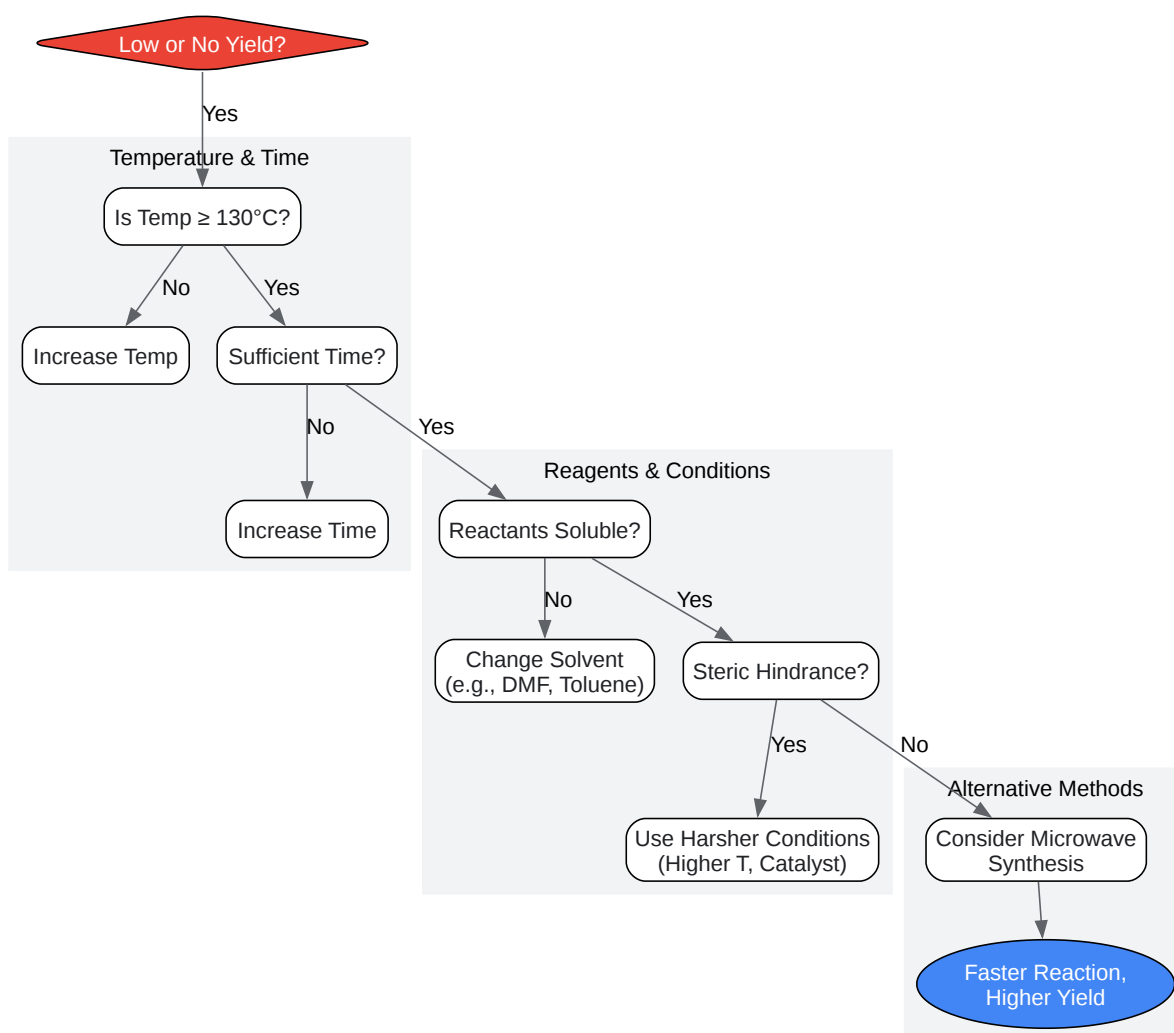 Low or No Yield?
Yes
Temperature & Time
Is Temp ≥ 130°C?
No
Yes
Increase Temp
Sufficient Time?
No
Yes
Reagents & Conditions
Increase Time
Reactants Soluble?
No
Yes
Change Solvent
(e.g., DMF, Toluene)
Steric Hindrance?
Yes
No
Alternative Methods
Use Harsher Conditions
(Higher T, Catalyst)
Consider Microwave
Synthesis
Faster Reaction,
Higher Yield